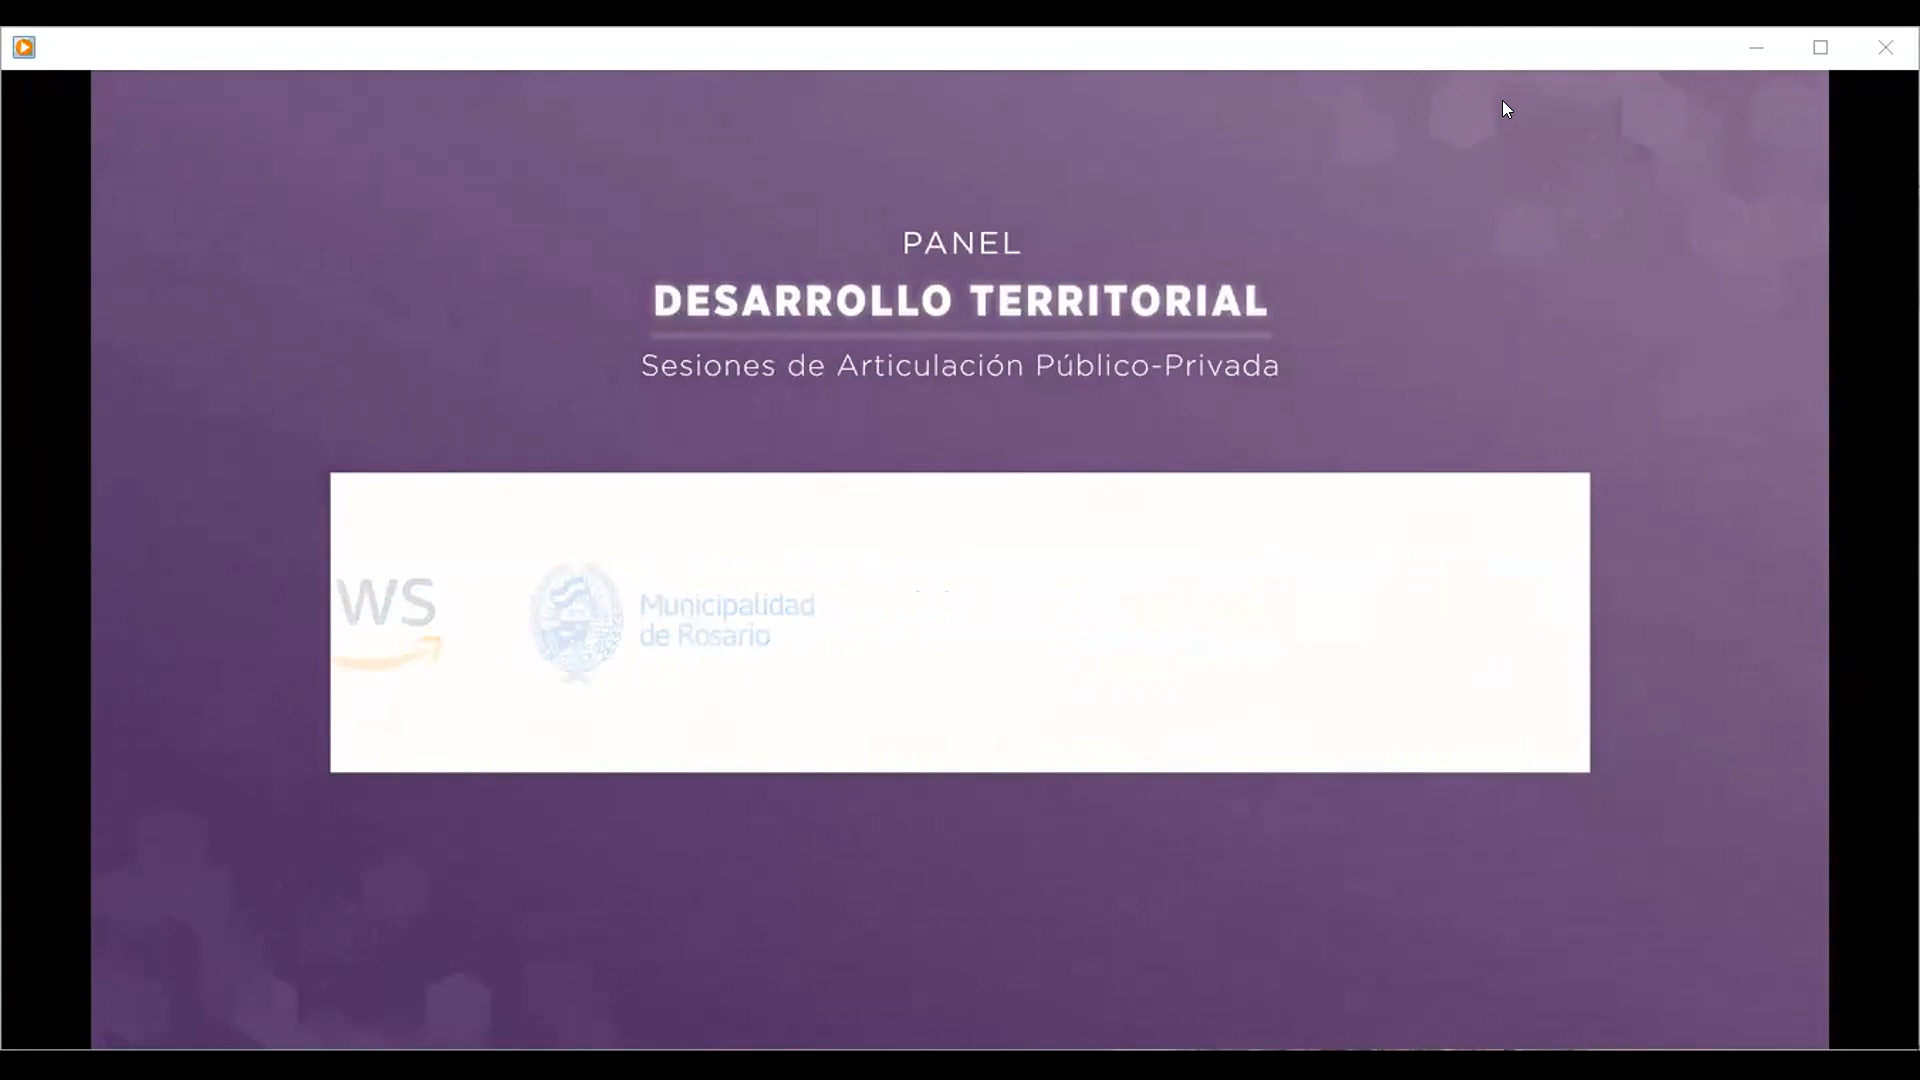 PANEL
DESARROLLO TERRITORIAL
Sesiones de Articulación Público-Privada
WS
Municipalidad
de Rosario